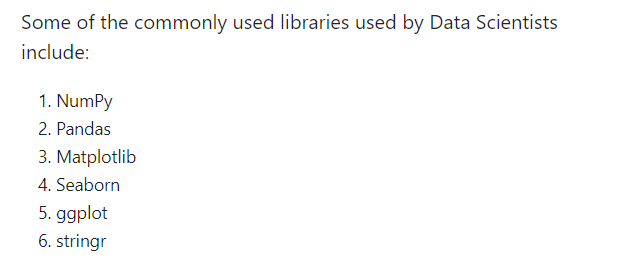 Some of the commonly used libraries used by Data Scientists
include:
1. NumPy
2. Pandas
3. Matplotlib
4. Seaborn
5. ggplot
6. stringr